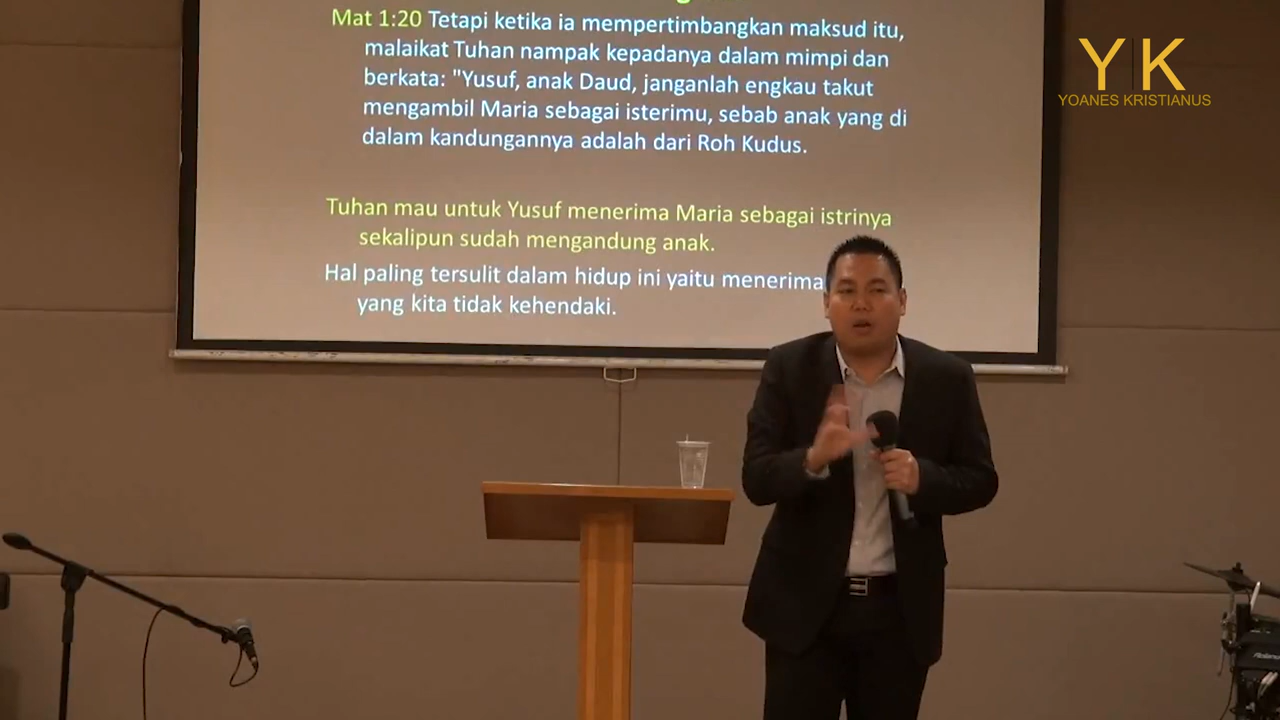 Mat 1:20 Tetapi ketika ia mempertimbangkan maksud itu,
malaikat Tuhan nampak kepadanya dalam mimpi dan
berkata: "Yusuf, anak Daud, janganlah engkau takut
mengambil Maria sebagai isterimu, sebab anak yang di
dalam kandungannya adalah dari Roh Kudus.
Tuhan mau untuk Yusuf menerima Maria sebagai istrinya
sekalipun sudah mengandung anak.
Hal paling tersulit dalam hidup ini yaitu menerima
yang kita tidak kehendaki.
Y K
YOANES KRISTIANUS
Roland